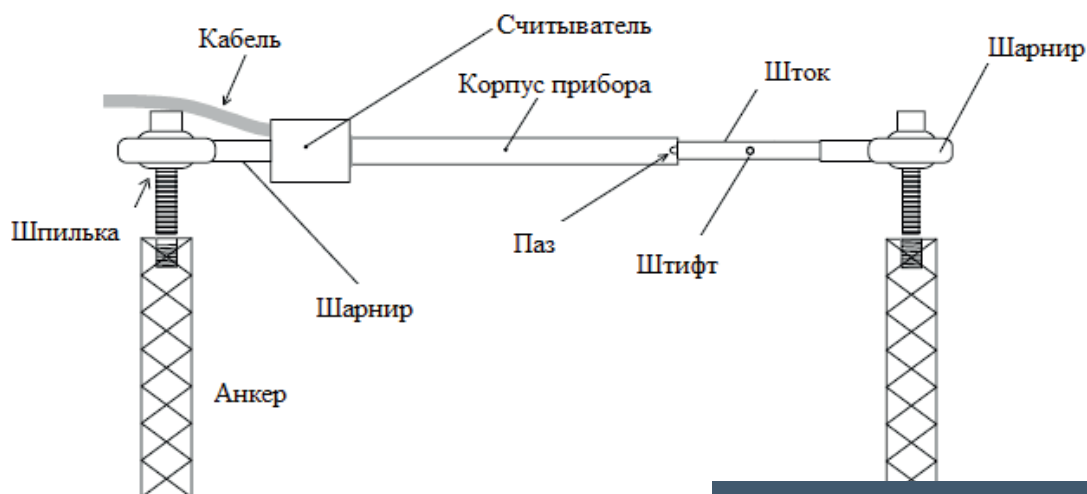 Считыватель
Кабель
Шарнир
Шток
Корпус прибора
Шпилька
Паз
Штифт
Шарнир
Анкер